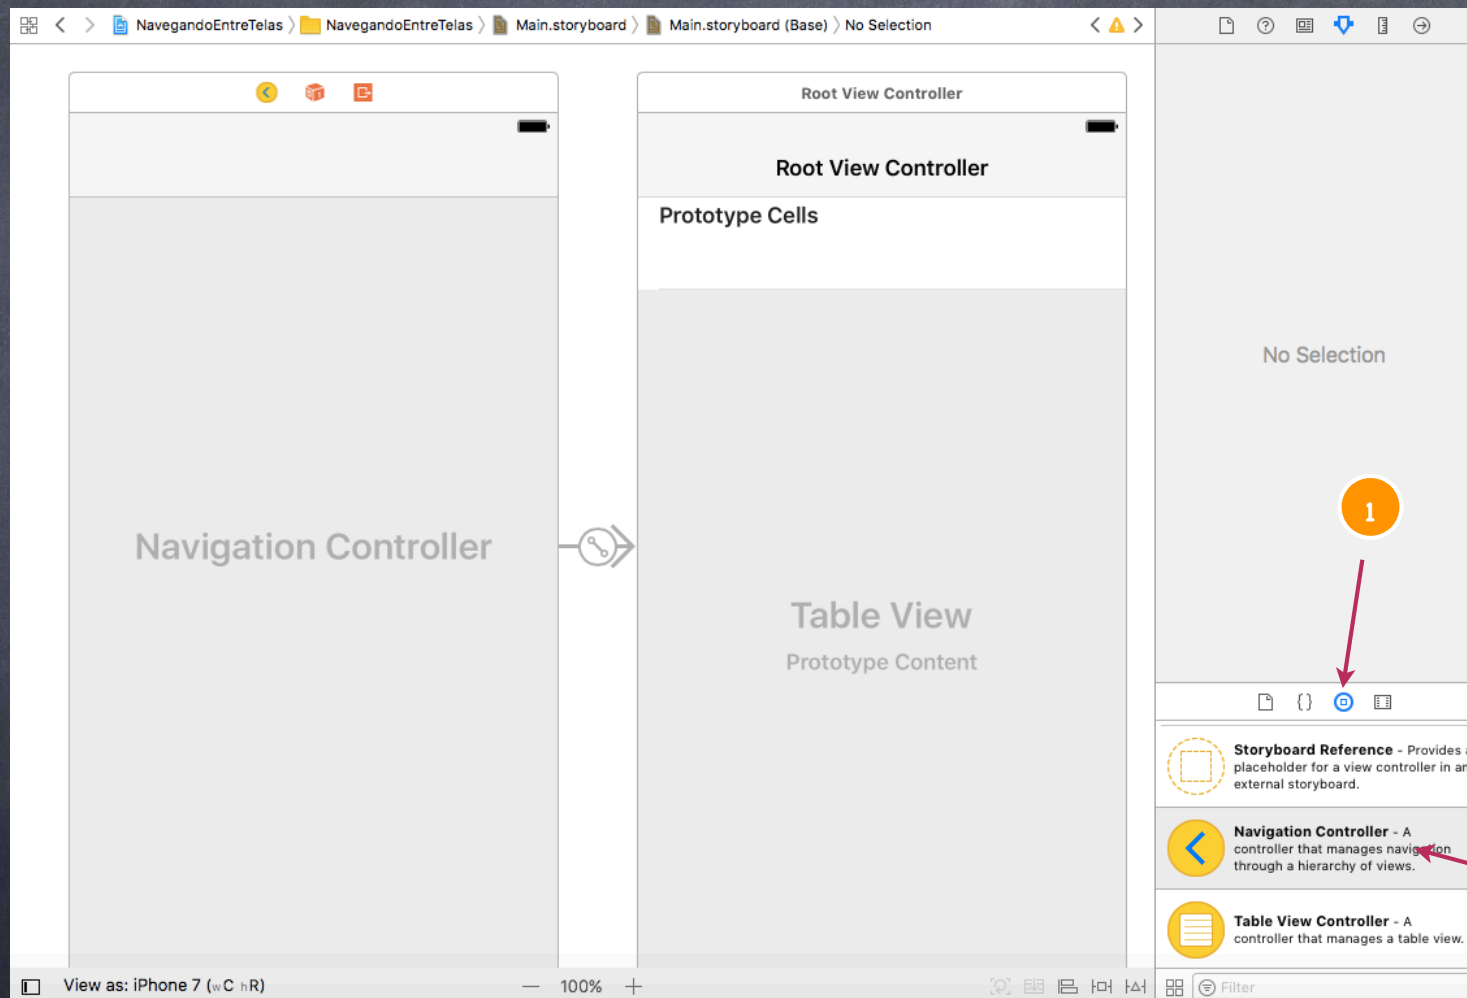 NavegandoEntreTelas NavegandoEntreTelas Main.storyboard Main.storyboard (Base) No Selection
Root View Controller
Root View Controller
Prototype Cells
No Selection
1
Navigation Controller
Table View
Prototype Content
{}
Storyboard Reference - Provides a
placeholder for a view controller in an
external storyboard.
Navigation Controller - A
controller that manages navigation
through a hierarchy of views.
Table View Controller - A
controller that manages a table view.
View as: iPhone 7 (wC hR)
— 100% +
Filter